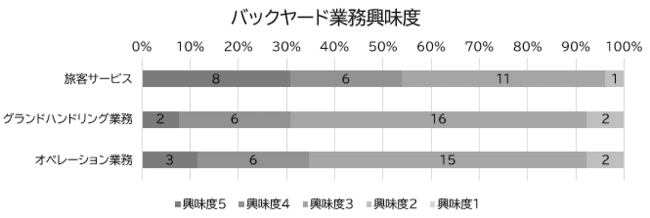 バックヤード業務興味度
0% 10% 20% 30% 40% 50% 60% 70% 80% 90% 100%
旅客サービス 8 6 11 1
グランドハンドリング業務 2 6 16 2
オペレーション業務 3 6 15 2
■興味度5 ■興味度4 ■興味度3 ■興味度2 ■興味度1